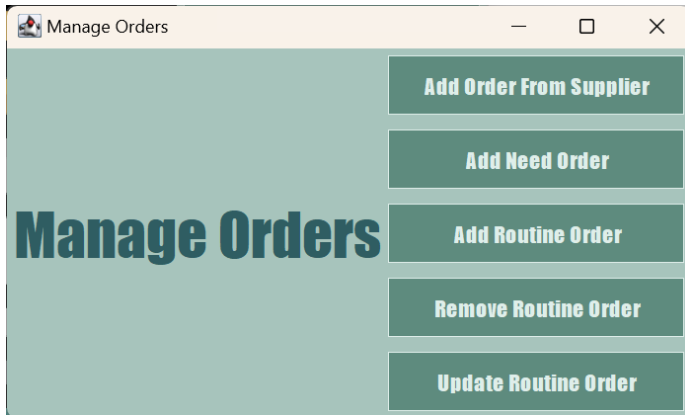 Manage Orders
Manage Orders
Add Order From Supplier
Add Need Order
Add Routine Order
Remove Routine Order
Update Routine Order